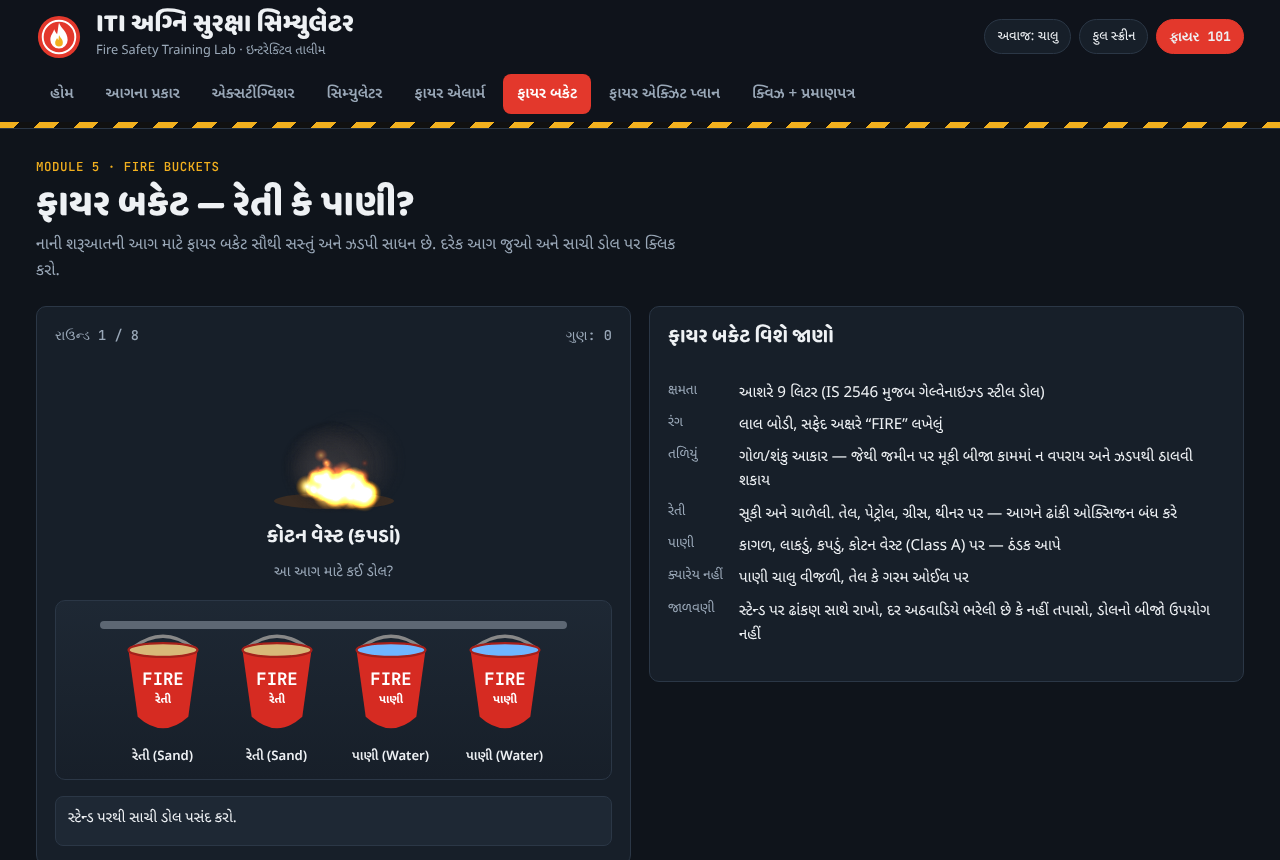 ITI અગ્નિ સુરક્ષા સિમ્યુલેટર
Fire Safety Training Lab · ઇન્ટરેક્ટિવ તાલીમ
અવાજ: ચાલુ
ફુલ સ્ક્રીન
ફાયર 101
હોમ
આગના પ્રકાર
એક્સટીંગ્વિશર
સિમ્યુલેટર
ફાયર એલાર્મ
ફાયર બકેટ
ફાયર એક્ઝિટ પ્લાન
ક્વિઝ + પ્રમાણપત્ર
MODULE 5 · FIRE BUCKETS
ફાયર બકેટ — રેતી કે પાણી?
નાની શરૂઆતની આગ માટે ફાયર બકેટ સૌથી સસ્તું અને ઝડપી સાધન છે. દરેક આગ જુઓ અને સાચી ડોલ પર ક્લિક
કરો.
રાઉન્ડ 1 / 8
ગુણ: 0
કોટન વેસ્ટ (કપડાં)
આ આગ માટે કઈ ડોલ?
FIRE
રેતી
FIRE
રેતી
FIRE
પાણી
FIRE
પાણી
રેતી (Sand)
રેતી (Sand)
પાણી (Water)
પાણી (Water)
સ્ટેન્ડ પરથી સાચી ડોલ પસંદ કરો.
ફાયર બકેટ વિશે જાણો
ક્ષમતા
આશરે 9 લિટર (IS 2546 મુજબ ગેલ્વેનાઇઝ્ડ સ્ટીલ ડોલ)
રંગ
લાલ બોડી, સફેદ અક્ષરે “FIRE” લખેલું
તળિયું
ગોળ/શંકુ આકાર — જેથી જમીન પર મૂકી બીજા કામમાં ન વપરાય અને ઝડપથી ઠાલવી
શકાય
રેતી
સૂકી અને ચાળેલી. તેલ, પેટ્રોલ, ગ્રીસ, થીનર પર — આગને ઢાંકી ઓક્સિજન બંધ કરે
પાણી
કાગળ, લાકડું, કપડું, કોટન વેસ્ટ (Class A) પર — ઠંડક આપે
ક્યારેય નહીં
પાણી ચાલુ વીજળી, તેલ કે ગરમ ઓઈલ પર
જાળવણી
સ્ટેન્ડ પર ઢાંકણ સાથે રાખો, દર અઠવાડિયે ભરેલી છે કે નહીં તપાસો, ડોલનો બીજો ઉપયોગ
નહીં